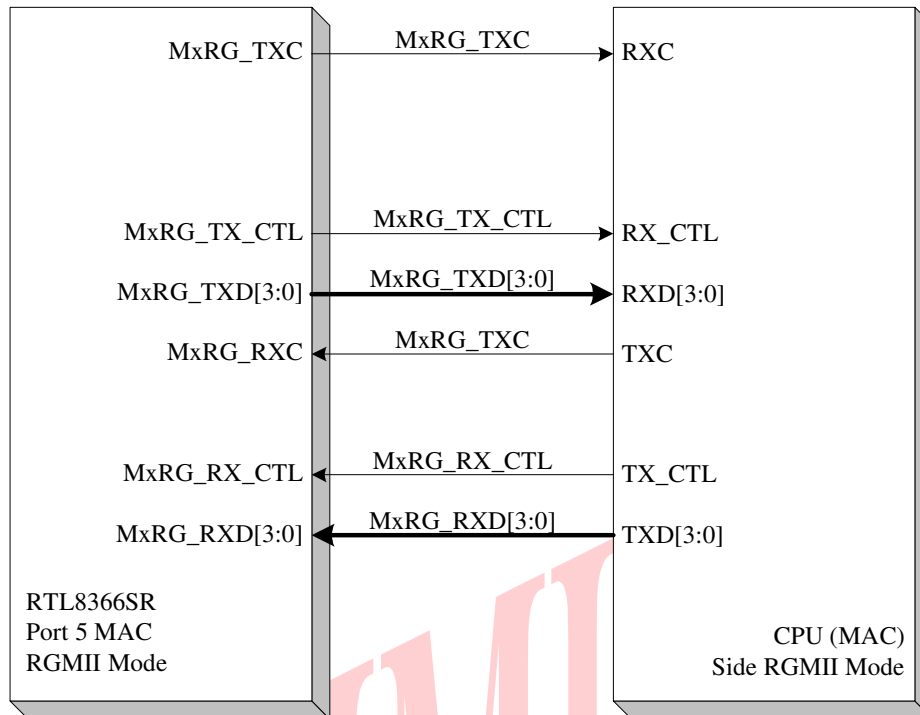 MxRG_TXC MxRG_TXC RXC
MxRG_TX_CTL MxRG_TX_CTL RX_CTL
MxRG_TXD[3:0] MxRG_TXD[3:0] RXD[3:0]
MxRG_RXC MxRG_TXC TXC
MxRG_RX_CTL MxRG_RX_CTL TX_CTL
MxRG_RXD[3:0] MxRG_RXD[3:0] TXD[3:0]
RTL8366SR
Port 5 MAC
RGMII Mode
CPU (MAC)
Side RGMII Mode